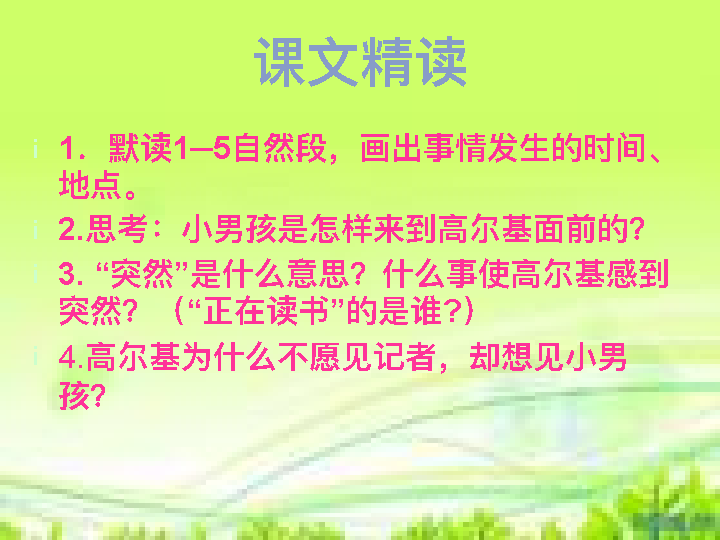 课文精读
1．默读1─5自然段，画出事情发生的时间、
地点。
2.思考：小男孩是怎样来到高尔基面前的？
3. “突然”是什么意思？什么事使高尔基感到
突然？（“正在读书”的是谁?）
4.高尔基为什么不愿见记者，却想见小男
孩？